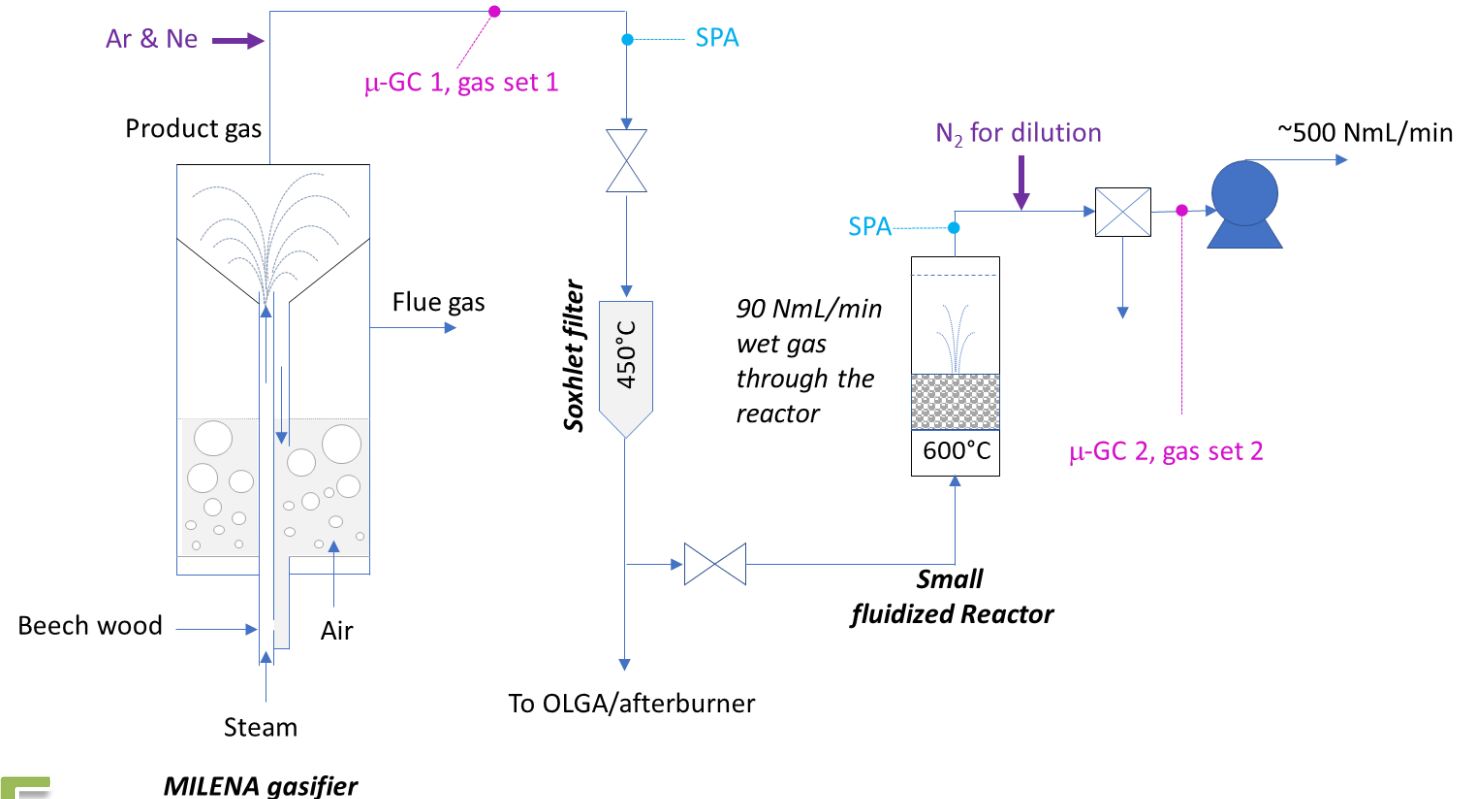 Ar & Ne
SPA
μ-GC 1, gas set 1
Product gas
N2 for dilution
~500 NmL/min
SPA
Flue gas
Soxhlet filter
450°C
90 NmL/min
wet gas
through the
reactor
600°C
μ-GC 2, gas set 2
Small
fluidized Reactor
Beech wood
Air
To OLGA/afterburner
Steam
MILENA gasifier